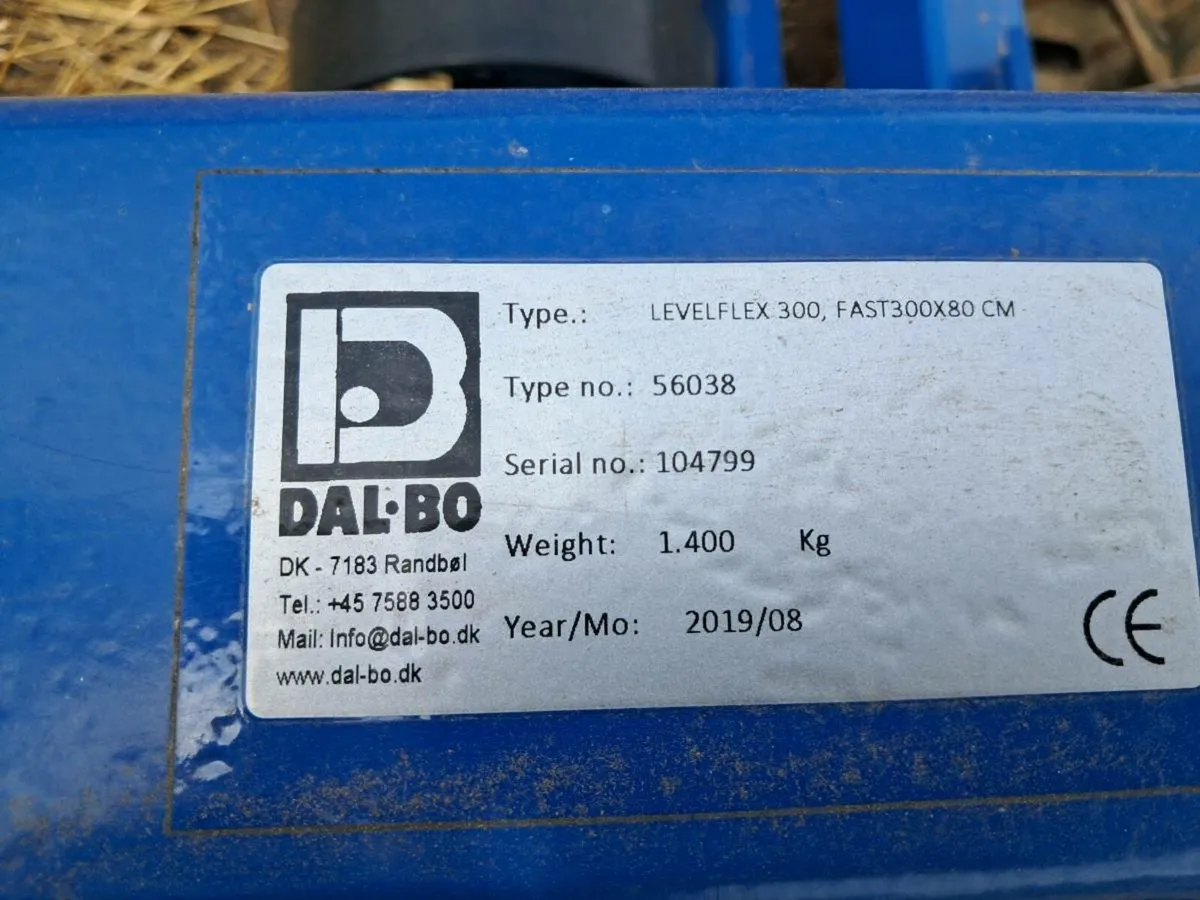 Type.: LEVELFLEX 300, FAST300X80 CM
Type no.: 56038
Serial no.: 104799
Weight: 1.400 Kg
Year/Mo: 2019/08
DAL·BO
DK - 7183 Randbøl
Tel.: +45 7588 3500
Mail: Info@dal-bo.dk
www.dal-bo.dk
CE